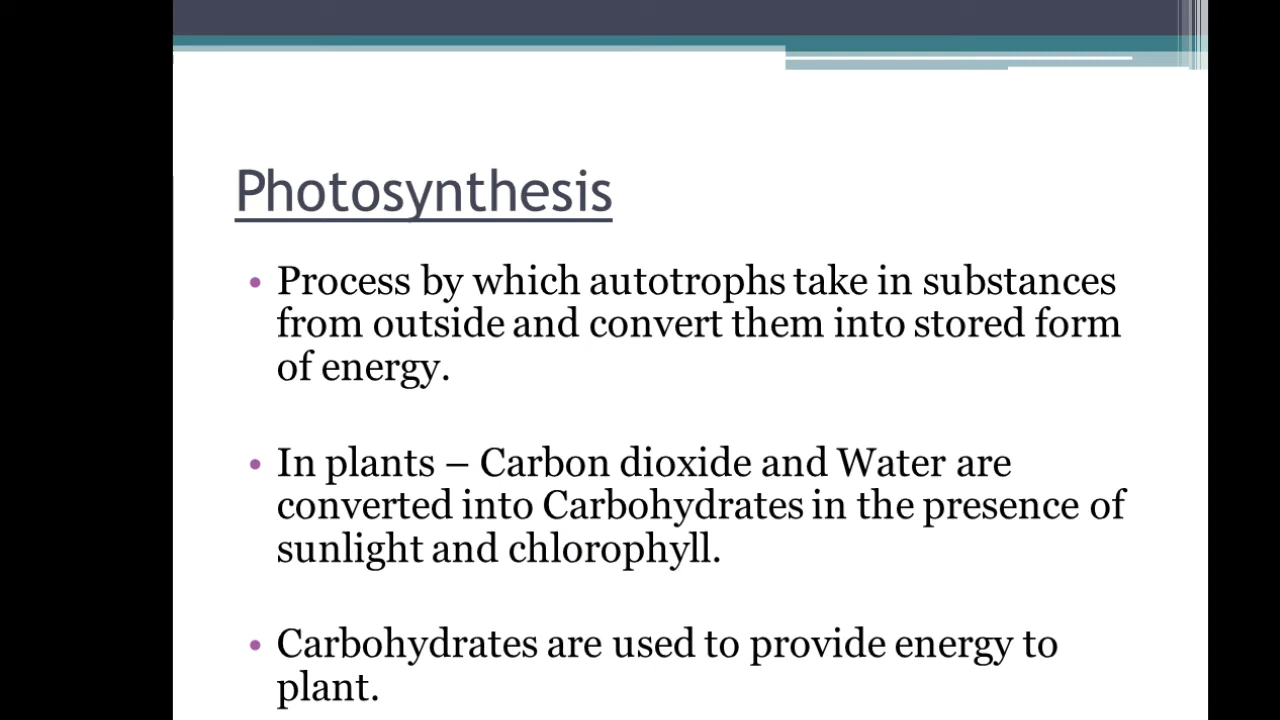 Photosynthesis
• Process by which autotrophs take in substances
from outside and convert them into stored form
of energy.
• In plants – Carbon dioxide and Water are
converted into Carbohydrates in the presence of
sunlight and chlorophyll.
• Carbohydrates are used to provide energy to
plant.